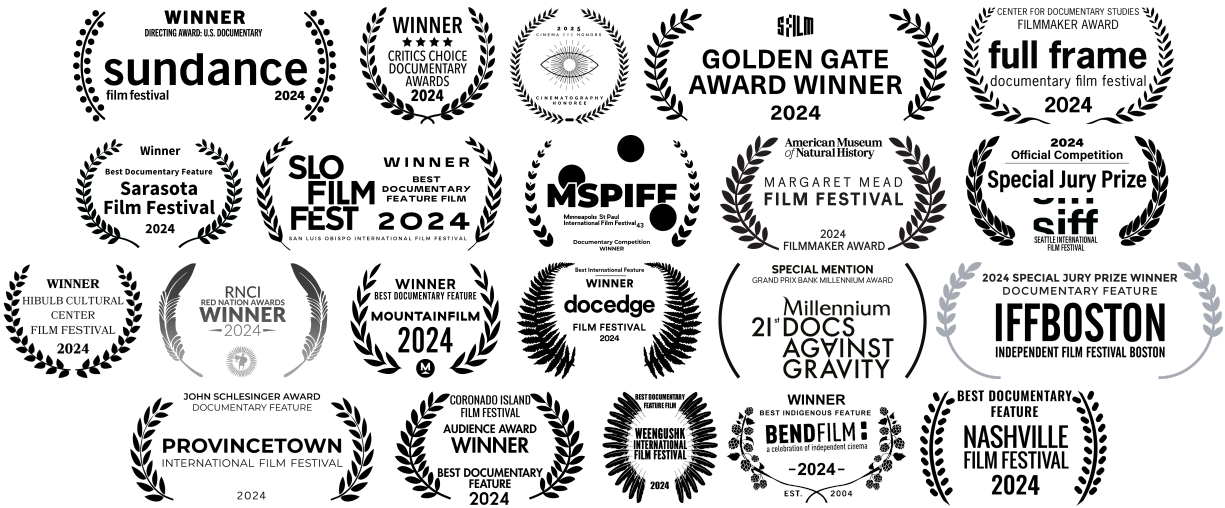 WINNER
DIRECTING AWARD: U.S. DOCUMENTARY
sundance
film festival
2024
WINNER
CRITICS CHOICE
DOCUMENTARY
AWARDS
2024
2025
CINEMA EYE HONORS
CINEMATOGRAPHY
HONOREE
SFFILM
GOLDEN GATE
AWARD WINNER
2024
CENTER FOR DOCUMENTARY STUDIES
FILMMAKER AWARD
full frame
documentary film festival
2024
Winner
Best Documentary Feature
Sarasota
Film Festival
2024
SLO
FILM
FEST
WINNER
BEST
DOCUMENTARY
FEATURE FILM
2024
SAN LUIS OBISPO INTERNATIONAL FILM FESTIVAL
MSPIFF
Minneapolis St Paul
International Film Festival 43
Documentary Competition
WINNER
American Museum
of Natural History
MARGARET MEAD
FILM FESTIVAL
2024
FILMMAKER AWARD
2024
Official Competition
Special Jury Prize
siff
SEATTLE INTERNATIONAL
FILM FESTIVAL
WINNER
HIBULB CULTURAL
CENTER
FILM FESTIVAL
2024
RNCI
RED NATION AWARDS
WINNER
-2024-
WINNER
BEST DOCUMENTARY FEATURE
MOUNTAINFILM
2024
M
Best International Feature
WINNER
docedge
FILM FESTIVAL
2024
SPECIAL MENTION
GRAND PRIX BANK MILLENNIUM AWARD
Millennium
21st DOCS
AGAINST
GRAVITY
2024 SPECIAL JURY PRIZE WINNER
DOCUMENTARY FEATURE
IFFBOSTON
INDEPENDENT FILM FESTIVAL BOSTON
JOHN SCHLESINGER AWARD
DOCUMENTARY FEATURE
PROVINCETOWN
INTERNATIONAL FILM FESTIVAL
2024
CORONADO ISLAND
FILM FESTIVAL
AUDIENCE AWARD
WINNER
BEST DOCUMENTARY
FEATURE
2024
BEST DOCUMENTARY
FEATURE FILM
WEENGUSHK
INTERNATIONAL
FILM FESTIVAL
2024
WINNER
BEST INDIGENOUS FEATURE
BENDFILM:
a celebration of independent cinema
-2024-
EST. 2004
BEST DOCUMENTARY
FEATURE
NASHVILLE
FILM FESTIVAL
2024